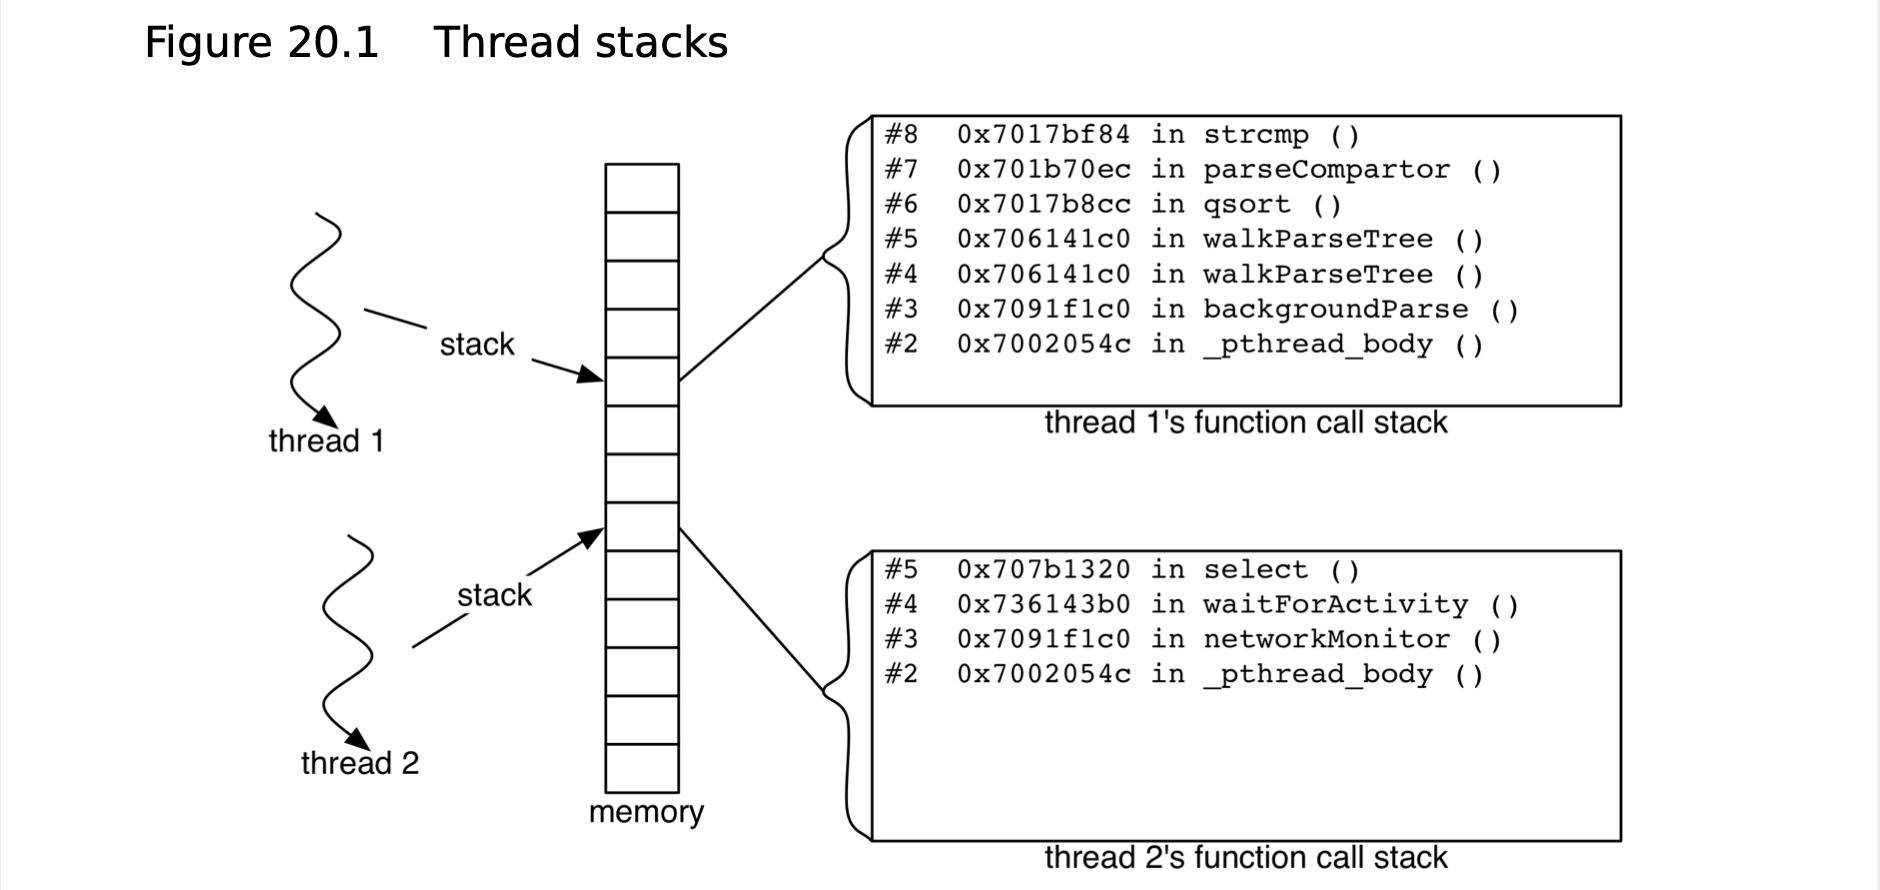 Figure 20.1 Thread stacks
#8 0x7017bf84 in strcmp ()
#7 0x701b70ec in parseCompartor ()
#6 0x7017b8cc in qsort ()
#5 0x706141c0 in walkParseTree ()
#4 0x706141c0 in walkParseTree ()
#3 0x7091f1c0 in backgroundParse ()
#2 0x7002054c in _pthread_body ()
thread 1's function call stack
stack
thread 1
#5 0x707b1320 in select ()
#4 0x736143b0 in waitForActivity ()
#3 0x7091f1c0 in networkMonitor ()
#2 0x7002054c in _pthread_body ()
thread 2's function call stack
stack
thread 2
memory